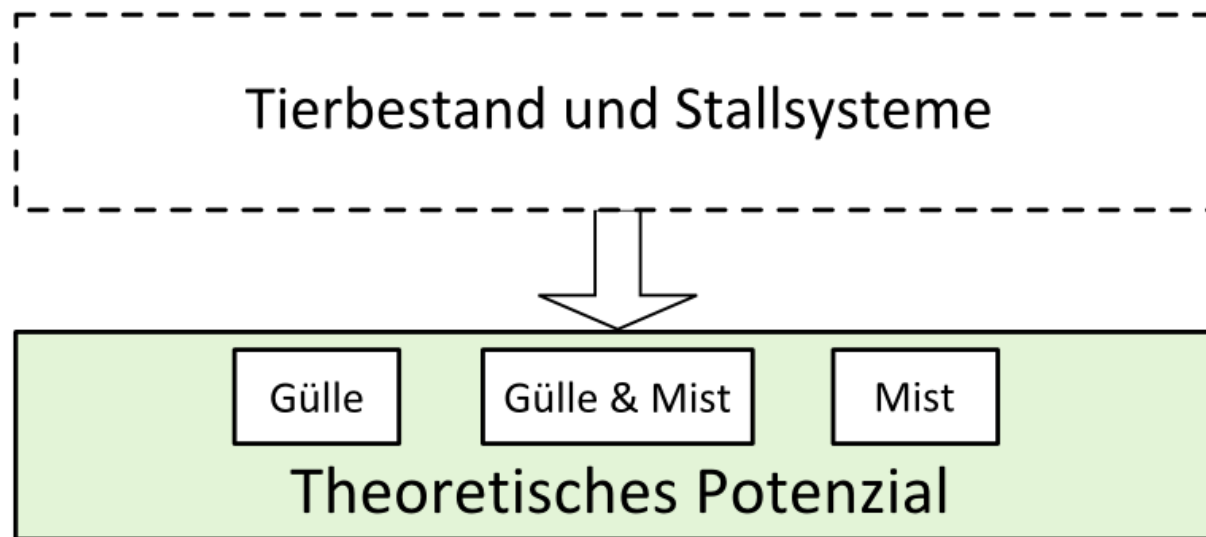 Tierbestand und Stallsysteme
Gülle
Gülle & Mist
Mist
Theoretisches Potenzial